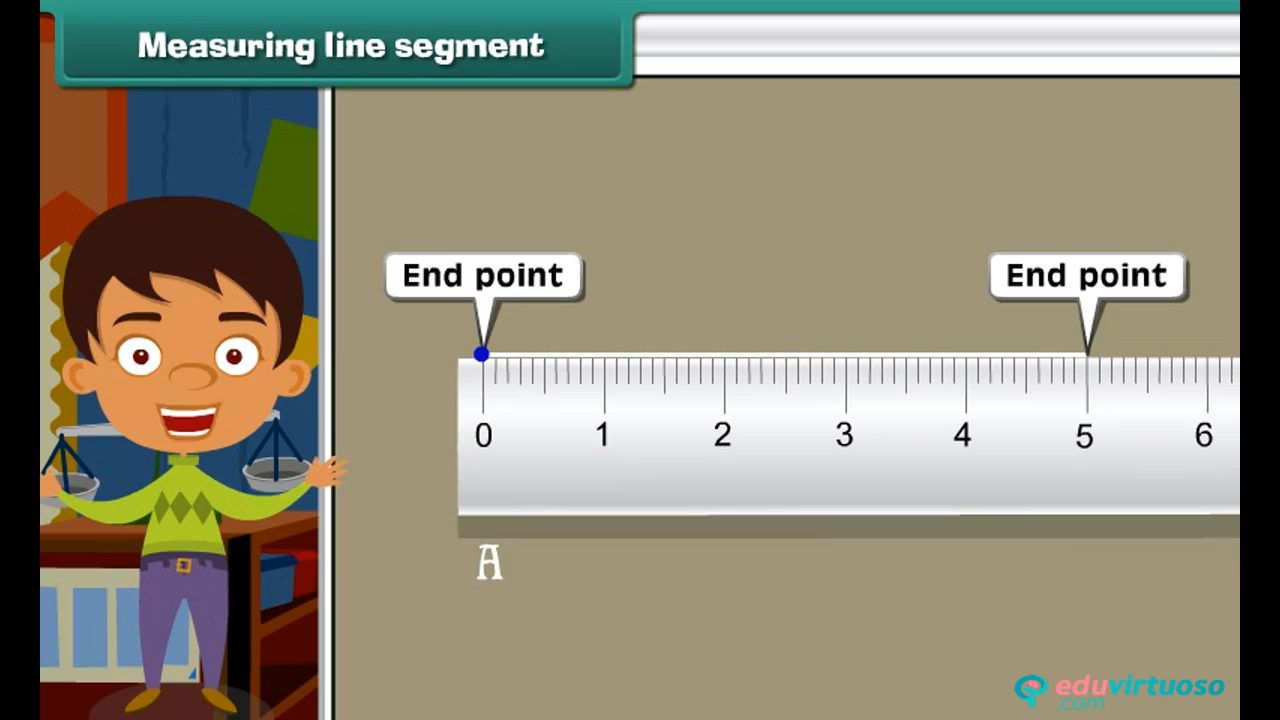 Measuring line segment
End point
End point
0 1 2 3 4 5 6
A
eduvirtuoso
.com